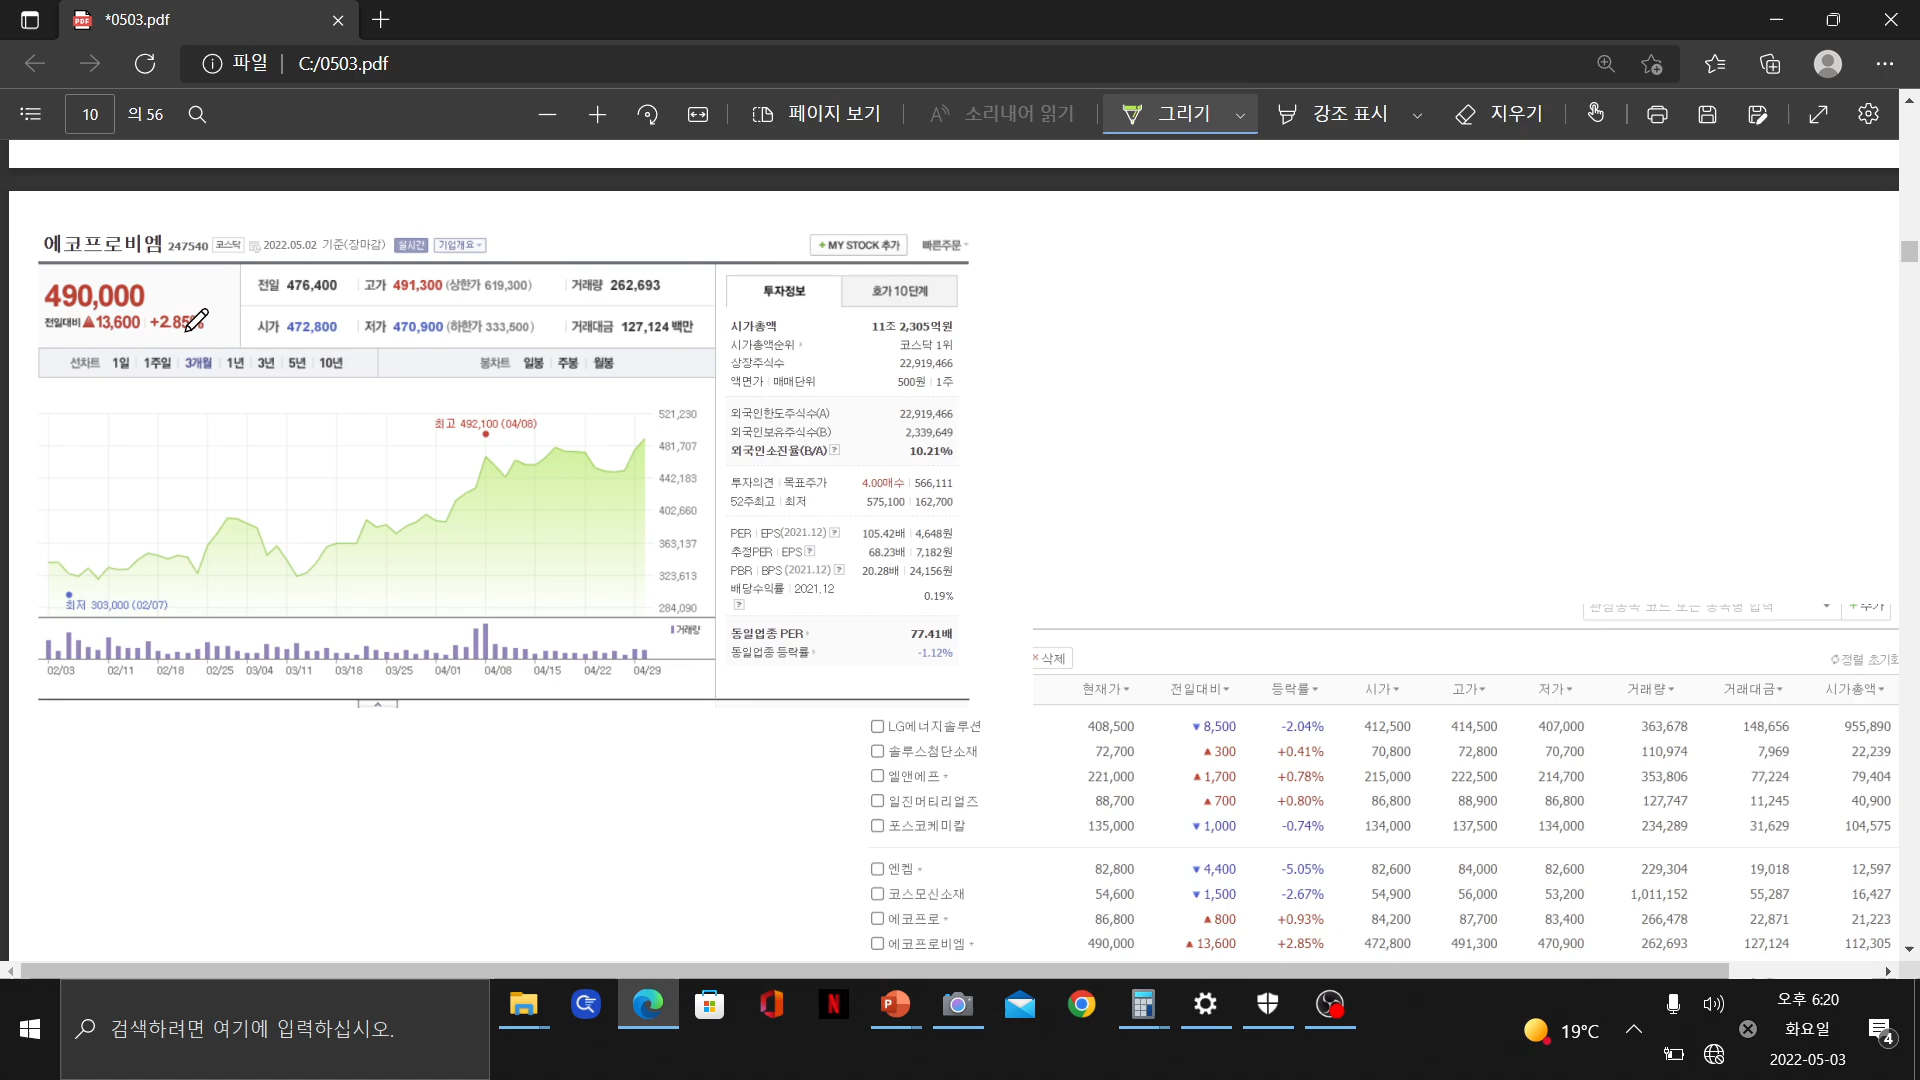 *0503.pdf
파일 C:/0503.pdf
10 의 56 페이지 보기 소리내어 읽기 그리기 강조 표시 지우기
에코프로비엠 247540 코스닥 2022.05.02 기준(장마감) 실시간 기업개요
+ MY STOCK 추가 빠른주문
490,000
전일대비 ▲13,600 +2.85%
전일 476,400 고가 491,300 (상한가 619,300) 거래량 262,693
시가 472,800 저가 470,900 (하한가 333,500) 거래대금 127,124 백만
선차트 1일 1주일 3개월 1년 3년 5년 10년 봉차트 일봉 주봉 월봉
최고 492,100 (04/08)
최저 303,000 (02/07)
521,230
481,707
442,183
402,660
363,137
323,613
284,090
거래량
02/03 02/11 02/18 02/25 03/04 03/11 03/18 03/25 04/01 04/08 04/15 04/22 04/29
투자정보 호가 10단계
시가총액 11조 2,305억원
시가총액순위 코스닥 1위
상장주식수 22,919,466
액면가 매매단위 500원 1주
외국인한도주식수(A) 22,919,466
외국인보유주식수(B) 2,339,649
외국인소진율(B/A) ? 10.21%
투자의견 목표주가 4.00매수 566,111
52주최고 최저 575,100 162,700
PER EPS(2021.12) ? 105.42배 4,648원
추정PER EPS ? 68.23배 7,182원
PBR BPS (2021.12) ? 20.28배 24,156원
배당수익률 2021.12 ? 0.19%
동일업종 PER 77.41배
동일업종 등락률 -1.12%
관심종목 코드 또는 종목명 입력 + 추가
× 삭제 정렬 초기화
현재가 전일대비 등락률 시가 고가 저가 거래량 거래대금 시가총액
LG에너지솔루션 408,500 ▼8,500 -2.04% 412,500 414,500 407,000 363,678 148,656 955,890
솔루스첨단소재 72,700 ▲300 +0.41% 70,800 72,800 70,700 110,974 7,969 22,239
엘앤에프 * 221,000 ▲1,700 +0.78% 215,000 222,500 214,700 353,806 77,224 79,404
일진머티리얼즈 88,700 ▲700 +0.80% 86,800 88,900 86,800 127,747 11,245 40,900
포스코케미칼 135,000 ▼1,000 -0.74% 134,000 137,500 134,000 234,289 31,629 104,575
엔켐 * 82,800 ▼4,400 -5.05% 82,600 84,000 82,600 229,304 19,018 12,597
코스모신소재 54,600 ▼1,500 -2.67% 54,900 56,000 53,200 1,011,152 55,287 16,427
에코프로 * 86,800 ▲800 +0.93% 84,200 87,700 83,400 266,478 22,871 21,223
에코프로비엠 * 490,000 ▲13,600 +2.85% 472,800 491,300 470,900 262,693 127,124 112,305
검색하려면 여기에 입력하십시오.
19°C
오후 6:20
화요일
2022-05-03
4